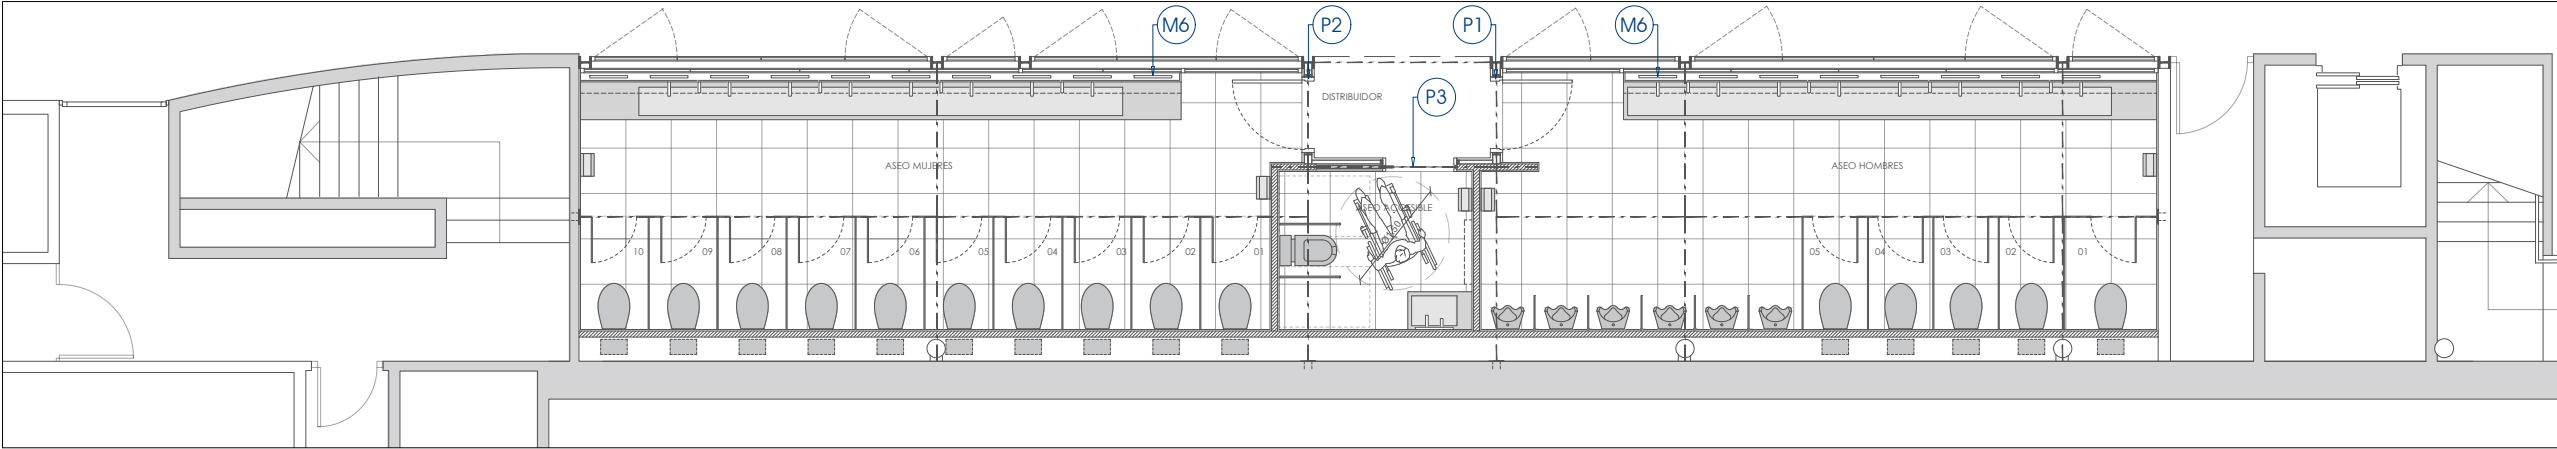 M6
P2
P1
M6
DISTRIBUIDOR
P3
ASEO MUJERES
ASEO HOMBRES
ASEO ACCESIBLE
10
09
08
07
06
05
04
03
02
01
05
04
03
02
01